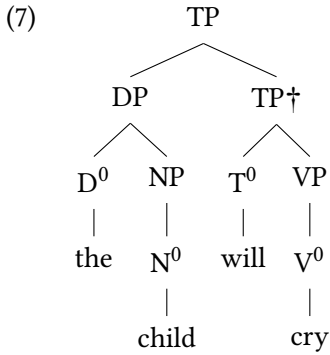 (7) TP
DP TP†
D⁰ NP T⁰ VP
the N⁰ will V⁰
child cry